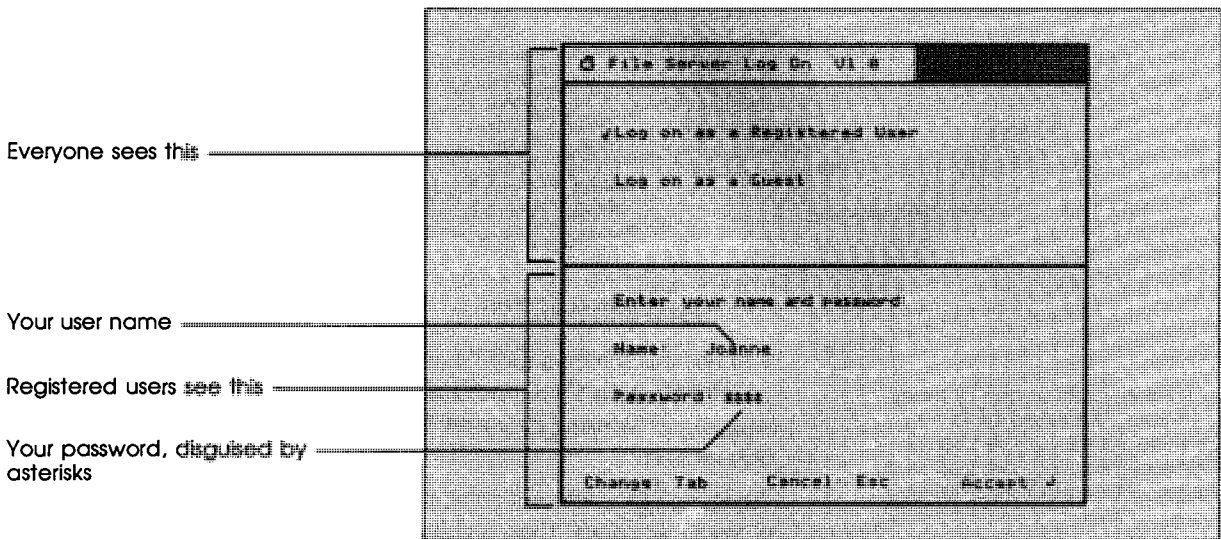 File Server Log On V1.0
Everyone sees this
✓Log on as a Registered User
Log on as a Guest
Enter your name and password:
Your user name
Name: Joanne
Registered users see this
Password: ****
Your password, disguised by
asterisks
Change: Tab Cancel: Esc Accept: ↲